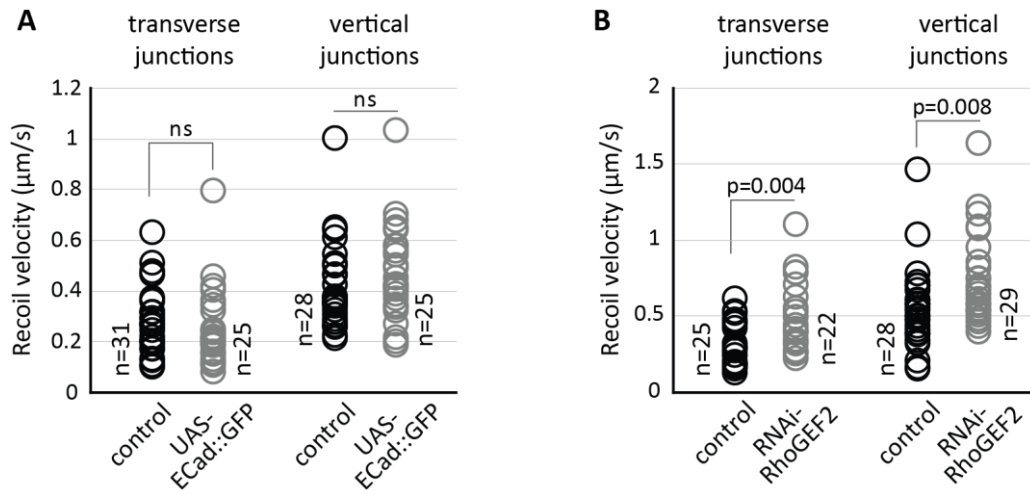 A
transverse
junctions
vertical
junctions
Recoil velocity (μm/s)
1.2
1
0.8
0.6
0.4
0.2
0
ns
ns
n=31
n=25
n=28
n=25
control
UAS-
ECad::GFP
control
UAS-
ECad::GFP
B
transverse
junctions
vertical
junctions
Recoil velocity (μm/s)
2
1.5
1
0.5
0
p=0.004
p=0.008
n=25
n=22
n=28
n=29
control
RNAi-
RhoGEF2
control
RNAi-
RhoGEF2